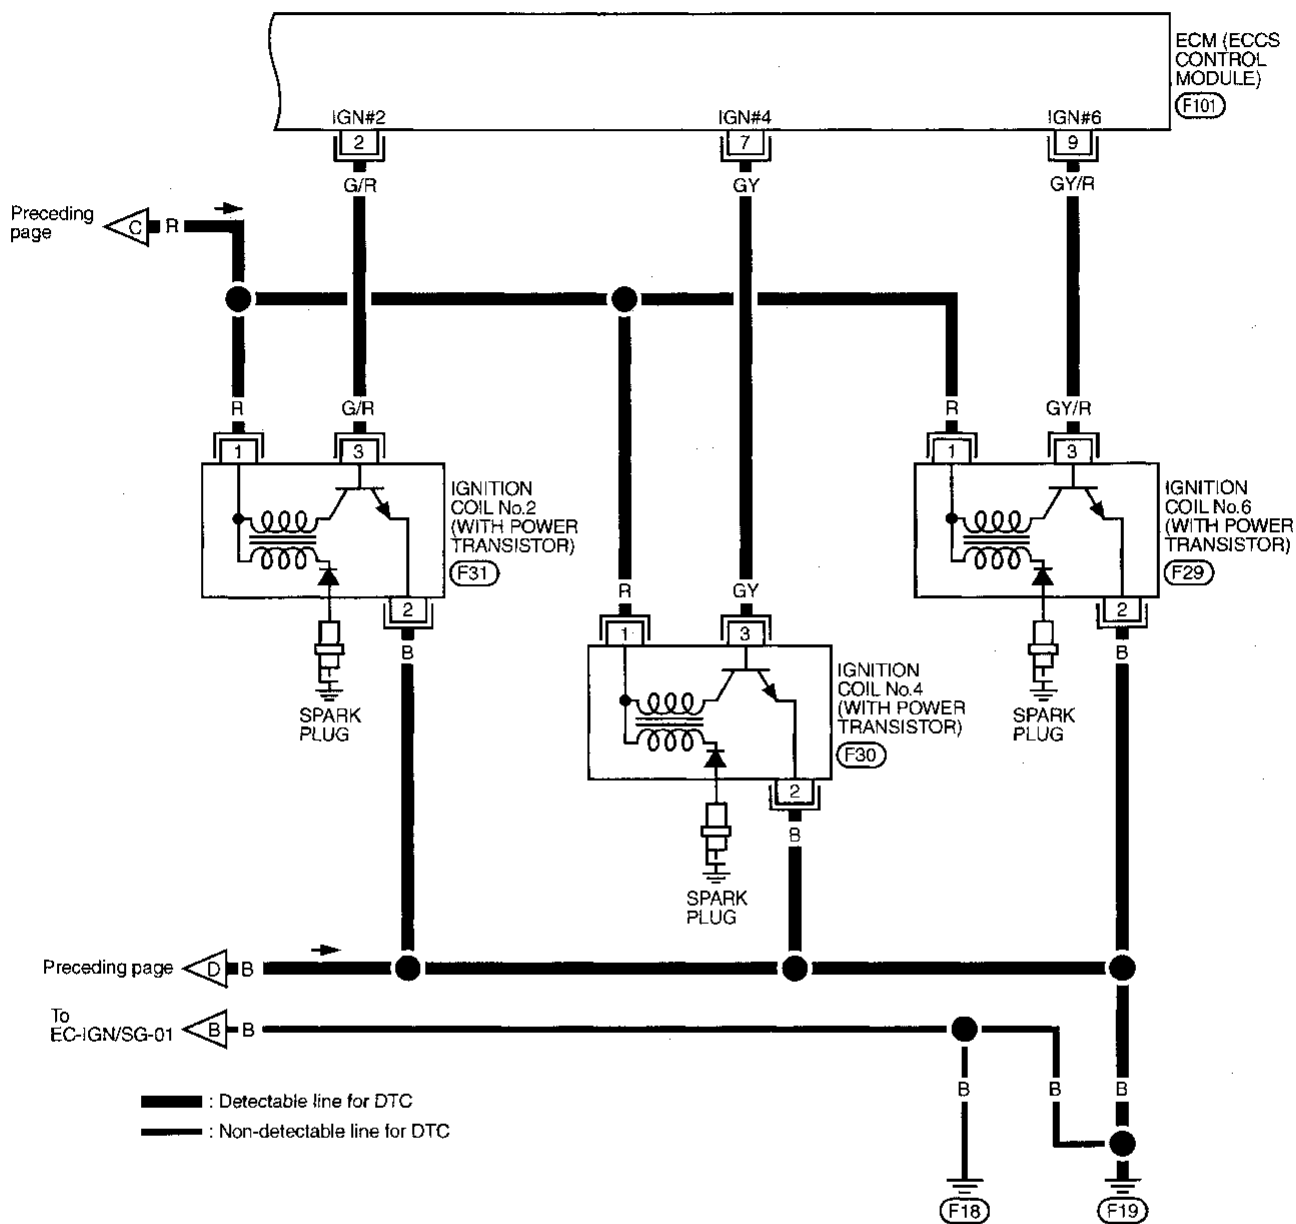 ECM (ECCS
CONTROL
MODULE)
F101
IGN#2
IGN#4
IGN#6
2
7
9
G/R
GY
GY/R
Preceding
page
C
R
R
G/R
R
GY/R
1
3
1
3
IGNITION
COIL No.2
(WITH POWER
TRANSISTOR)
F31
IGNITION
COIL No.6
(WITH POWER
TRANSISTOR)
F29
R
GY
2
2
1
3
B
B
IGNITION
COIL No.4
(WITH POWER
TRANSISTOR)
F30
SPARK
PLUG
SPARK
PLUG
2
B
SPARK
PLUG
Preceding page
D
B
To
EC-IGN/SG-01
B
B
B
B
B
: Detectable line for DTC
: Non-detectable line for DTC
F18
F19